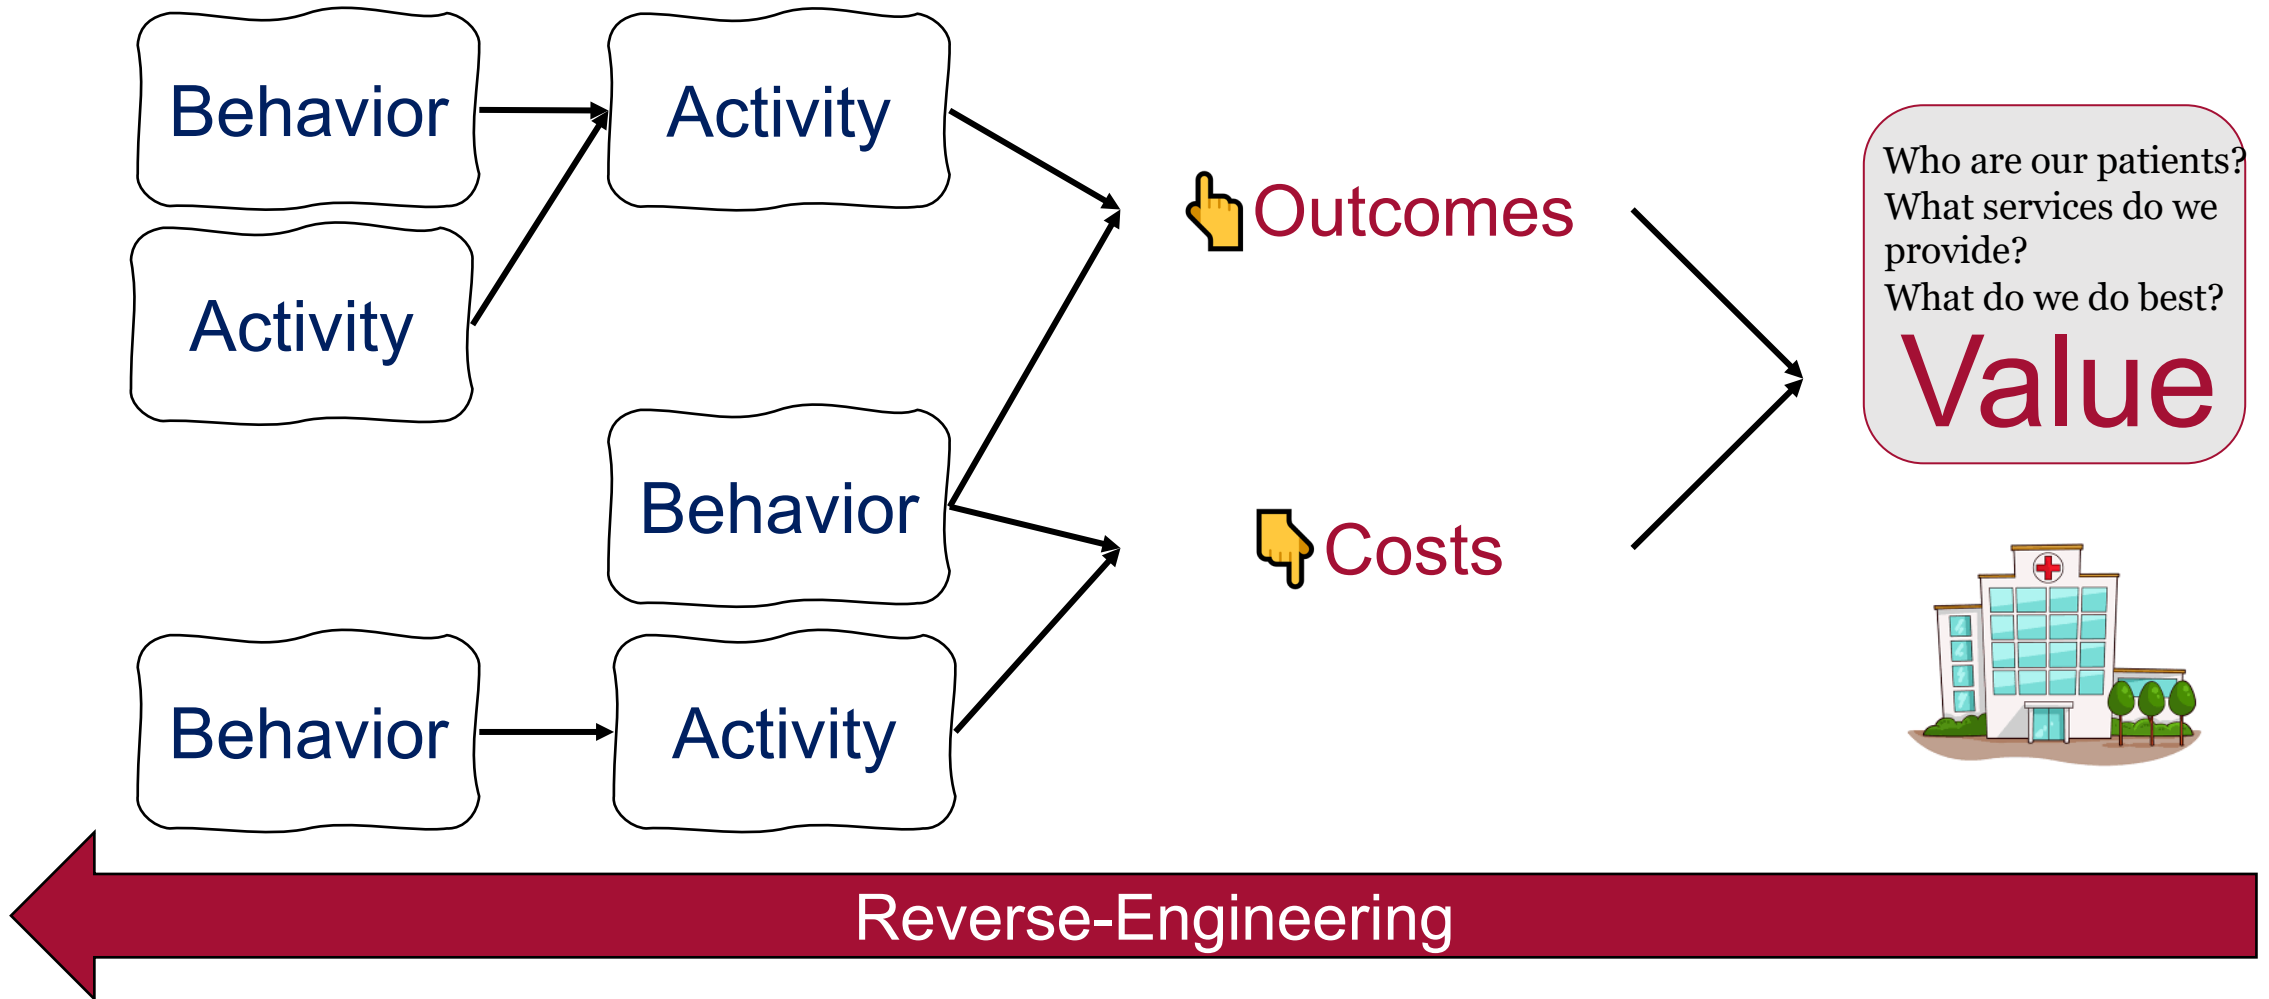 Behavior
Activity
Activity
Behavior
Behavior
Activity
Outcomes
Costs
Who are our patients?
What services do we
provide?
What do we do best?
Value
Reverse-Engineering